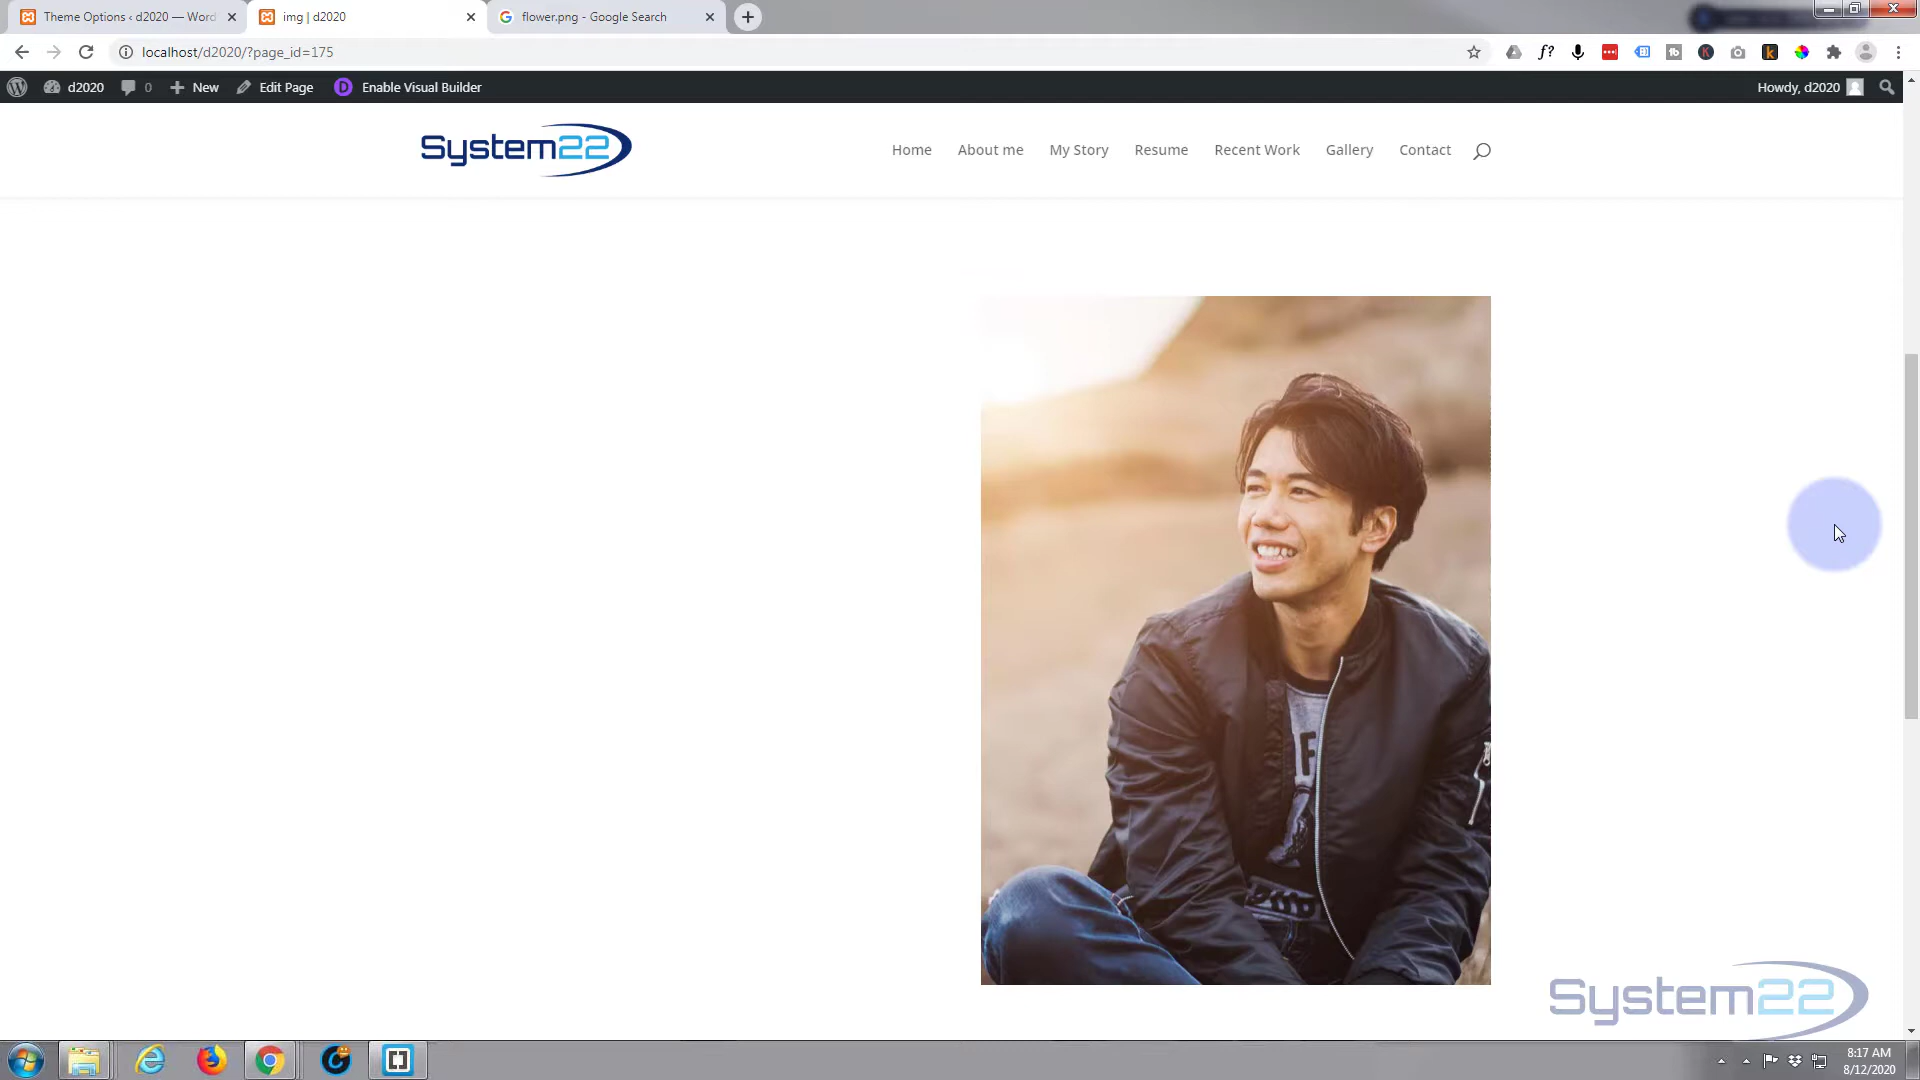 Theme Options ‹ d2020 — Word
img | d2020
flower.png - Google Search
localhost/d2020/?page_id=175
d2020
0
New
Edit Page
D
Enable Visual Builder
Howdy, d2020
System22
Home
About me
My Story
Resume
Recent Work
Gallery
Contact
System22
8:17 AM
8/12/2020